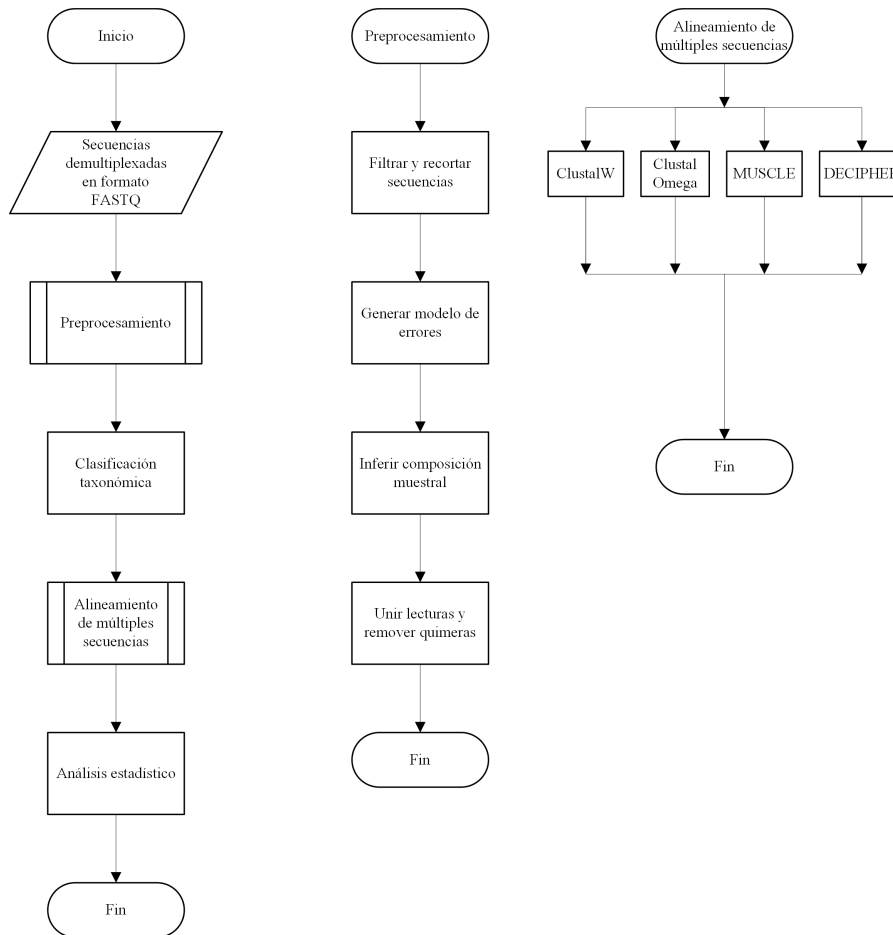 Inicio
Secuencias
demultiplexadas
en formato
FASTQ
Preprocesamiento
Clasificación
taxonómica
Alineamiento
de múltiples
secuencias
Análisis estadístico
Fin
Preprocesamiento
Filtrar y recortar
secuencias
Generar modelo de
errores
Inferir composición
muestral
Unir lecturas y
remover quimeras
Fin
Alineamiento de
múltiples secuencias
ClustalW
Clustal
Omega
MUSCLE
DECIPHER
Fin